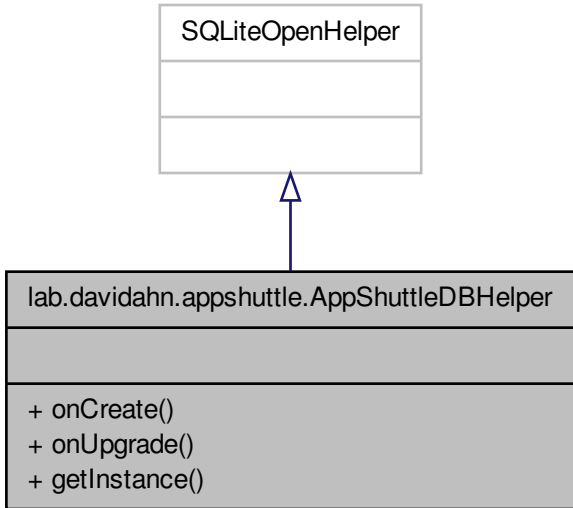 SQLiteOpenHelper
lab.davidahn.appshuttle.AppShuttleDBHelper
+ onCreate()
+ onUpgrade()
+ getInstance()